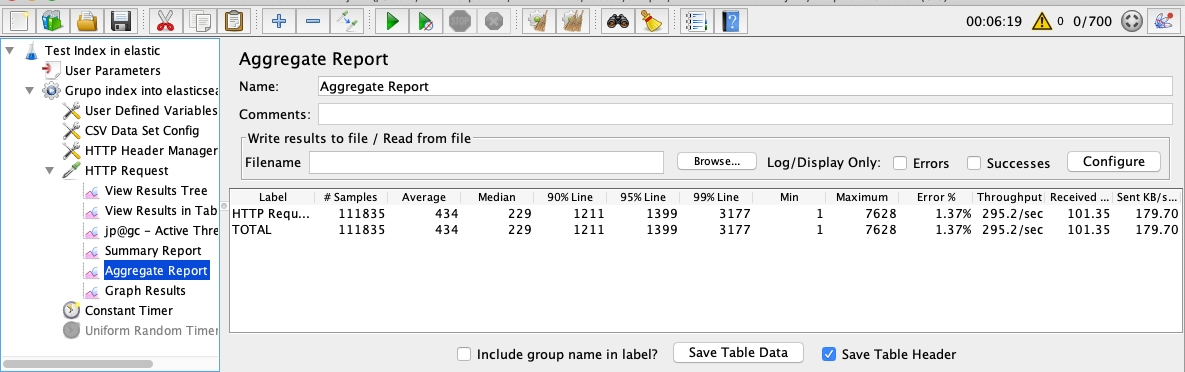 00:06:19 0 0/700
Test Index in elastic
User Parameters
Grupo index into elasticsea
User Defined Variables
CSV Data Set Config
HTTP Header Manager
HTTP Request
View Results Tree
View Results in Tab
jp@gc - Active Thre
Summary Report
Aggregate Report
Graph Results
Constant Timer
Uniform Random Timer
Aggregate Report
Name: Aggregate Report
Comments:
Write results to file / Read from file
Filename Browse... Log/Display Only: Errors Successes Configure
Label # Samples Average Median 90% Line 95% Line 99% Line Min Maximum Error % Throughput Received ... Sent KB/s...
HTTP Requ... 111835 434 229 1211 1399 3177 1 7628 1.37% 295.2/sec 101.35 179.70
TOTAL 111835 434 229 1211 1399 3177 1 7628 1.37% 295.2/sec 101.35 179.70
Include group name in label? Save Table Data Save Table Header